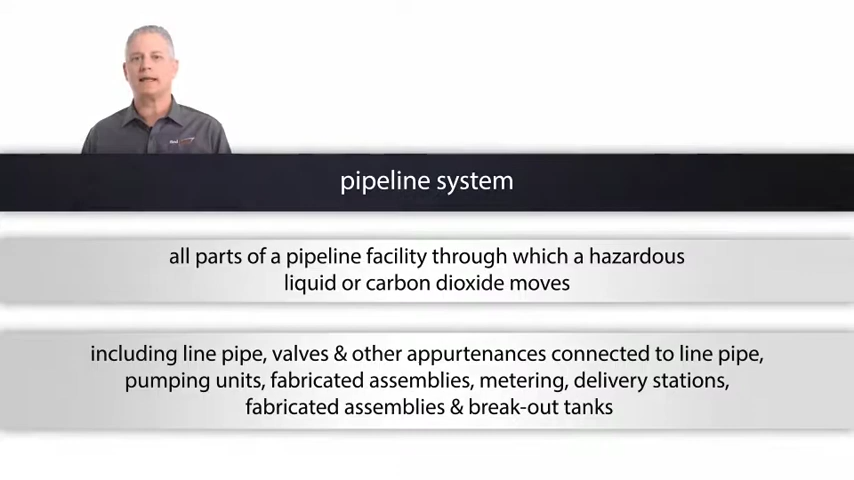 pipeline system
all parts of a pipeline facility through which a hazardous
liquid or carbon dioxide moves
including line pipe, valves & other appurtenances connected to line pipe,
pumping units, fabricated assemblies, metering, delivery stations,
fabricated assemblies & break-out tanks